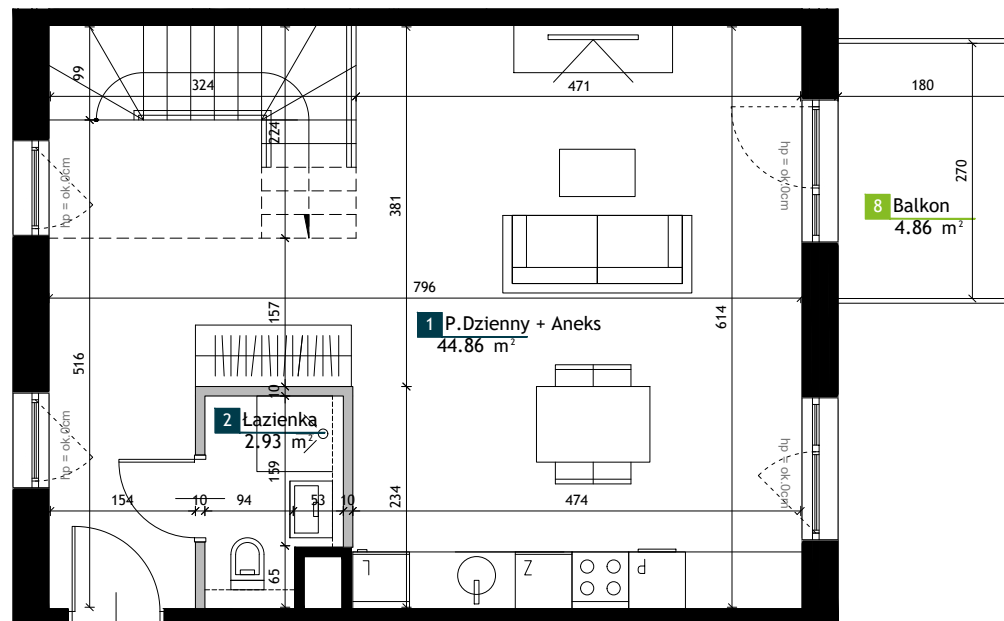 99
324
471
180
224
hp = ok.0cm
hp = ok.0cm
270
381
8 Balkon
4.86 m²
796
157
1 P.Dzienny + Aneks
44.86 m²
614
516
10
2 Łazienka
2.93 m²
hp = ok.0cm
hp = ok.0cm
159
154
10
94
53
10
234
474
65
L
Z
P